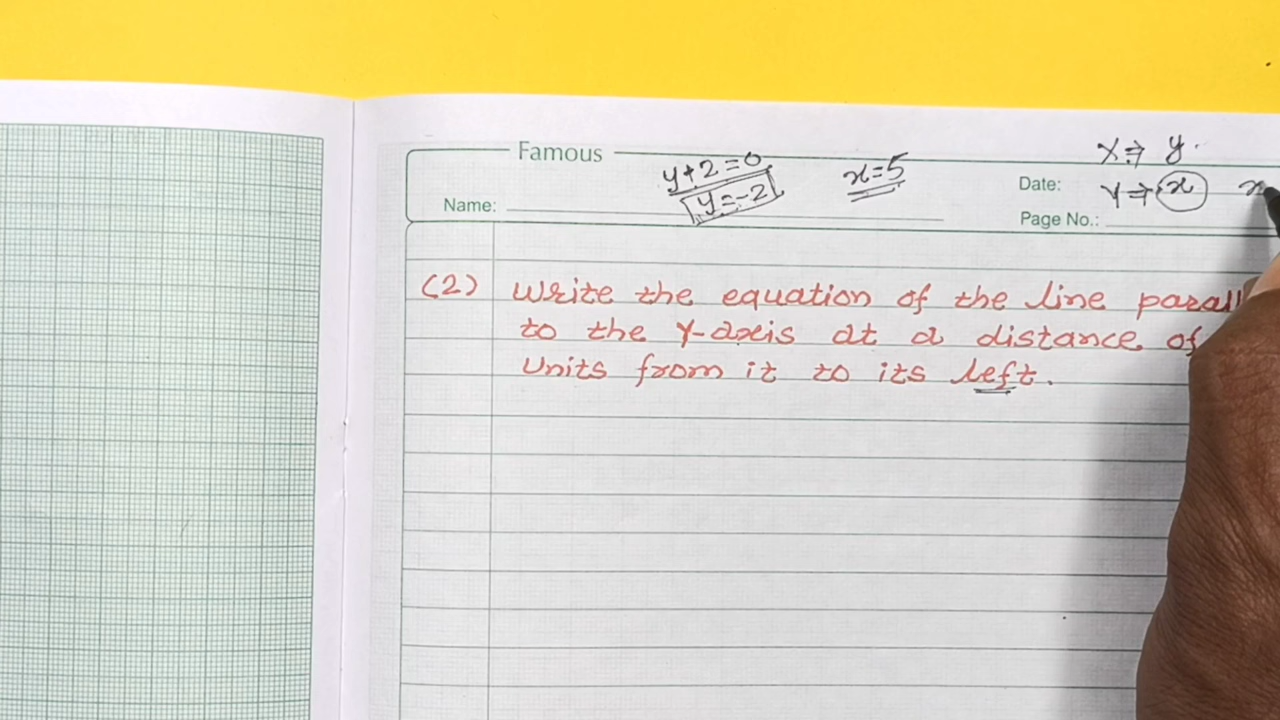 Famous
y+2=0
y=-2
x=5
X⇒ y.
Y⇒ x
x
Date:
Name:
Page No.:
(2) Write the equation of the line parall
to the Y-axis at a distance of
Units from it to its left.